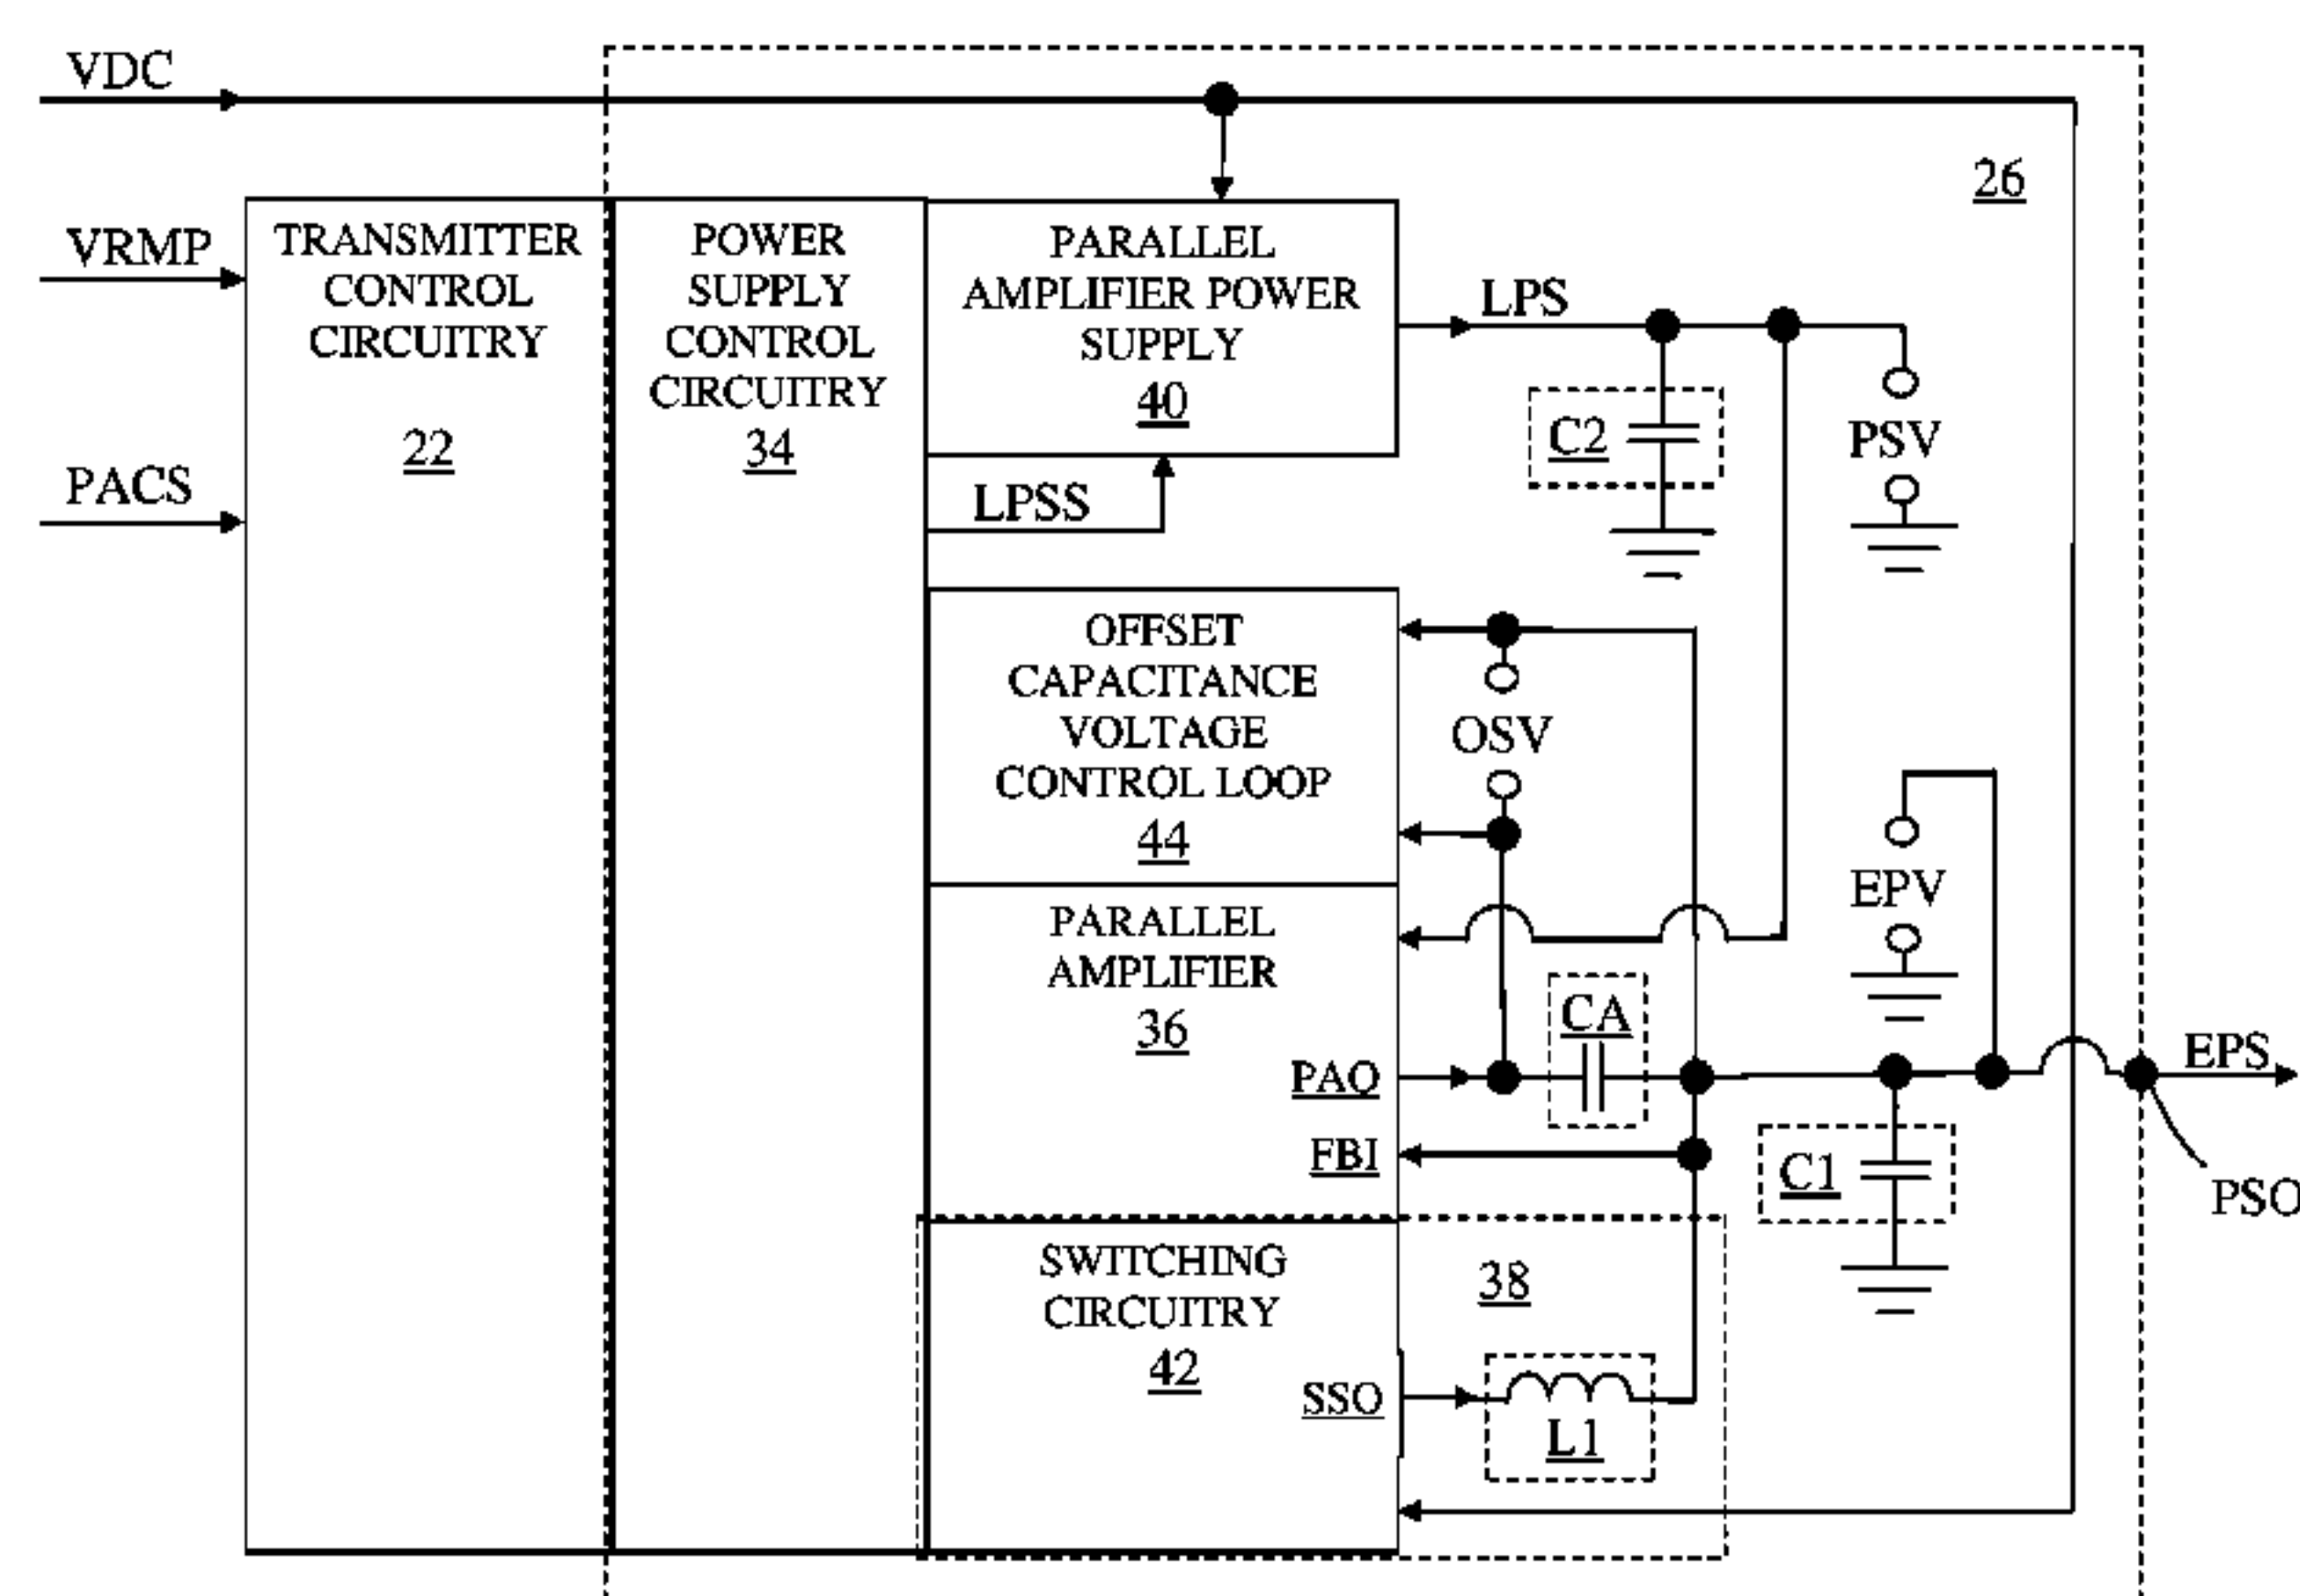 VDC
26
VRMP
TRANSMITTER
CONTROL
CIRCUITRY
22
POWER
SUPPLY
CONTROL
CIRCUITRY
34
PARALLEL
AMPLIFIER POWER
SUPPLY
40
LPS
C2
PSV
PACS
LPSS
OFFSET
CAPACITANCE
VOLTAGE
CONTROL LOOP
44
OSV
EPV
PARALLEL
AMPLIFIER
36
CA
PAO
EPS
FBI
C1
PSO
SWITCHING
CIRCUITRY
42
38
SSO
L1